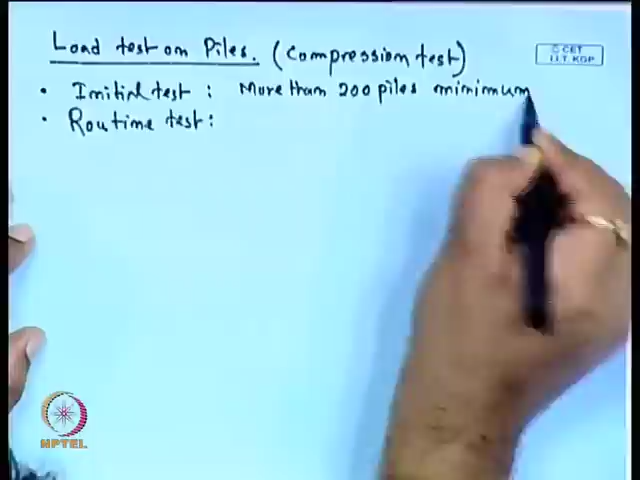 Load test on Piles. (Compression test)
© CET
I.I.T. KGP
• Initial test : More than 200 piles minimum
• Routine test :
NPTEL